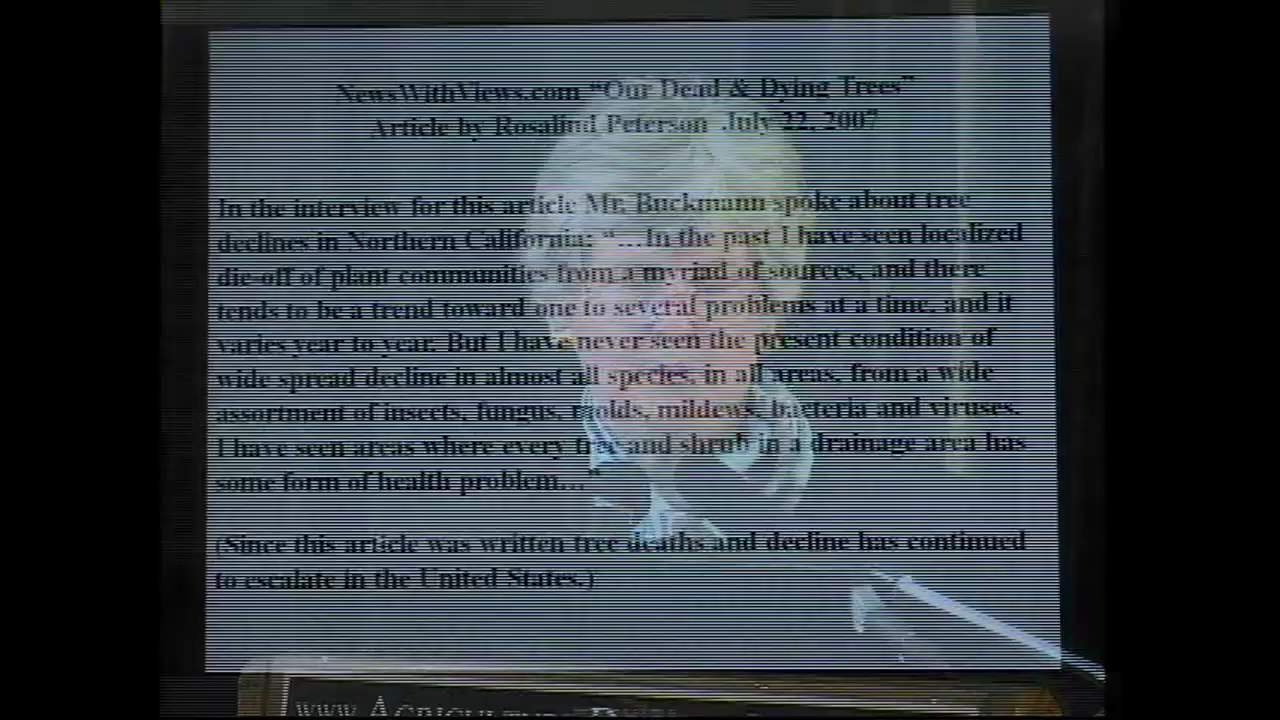 NewsWithViews.com “Our Dead & Dying Trees”
Article by Rosalind Peterson July 22, 2007
In the interview for this article Mr. Buckmann spoke about tree
declines in Northern California: “…In the past I have seen localized
die-off of plant communities from a myriad of sources, and there
tends to be a trend toward one to several problems at a time, and it
varies year to year. But I have never seen the present condition of
wide spread decline in almost all species, in all areas, from a wide
assortment of insects, fungus, molds, mildews, bacteria and viruses.
I have seen areas where every tree and shrub in a drainage area has
some form of health problem…”
(Since this article was written tree deaths and decline has continued
to escalate in the United States.)
www.